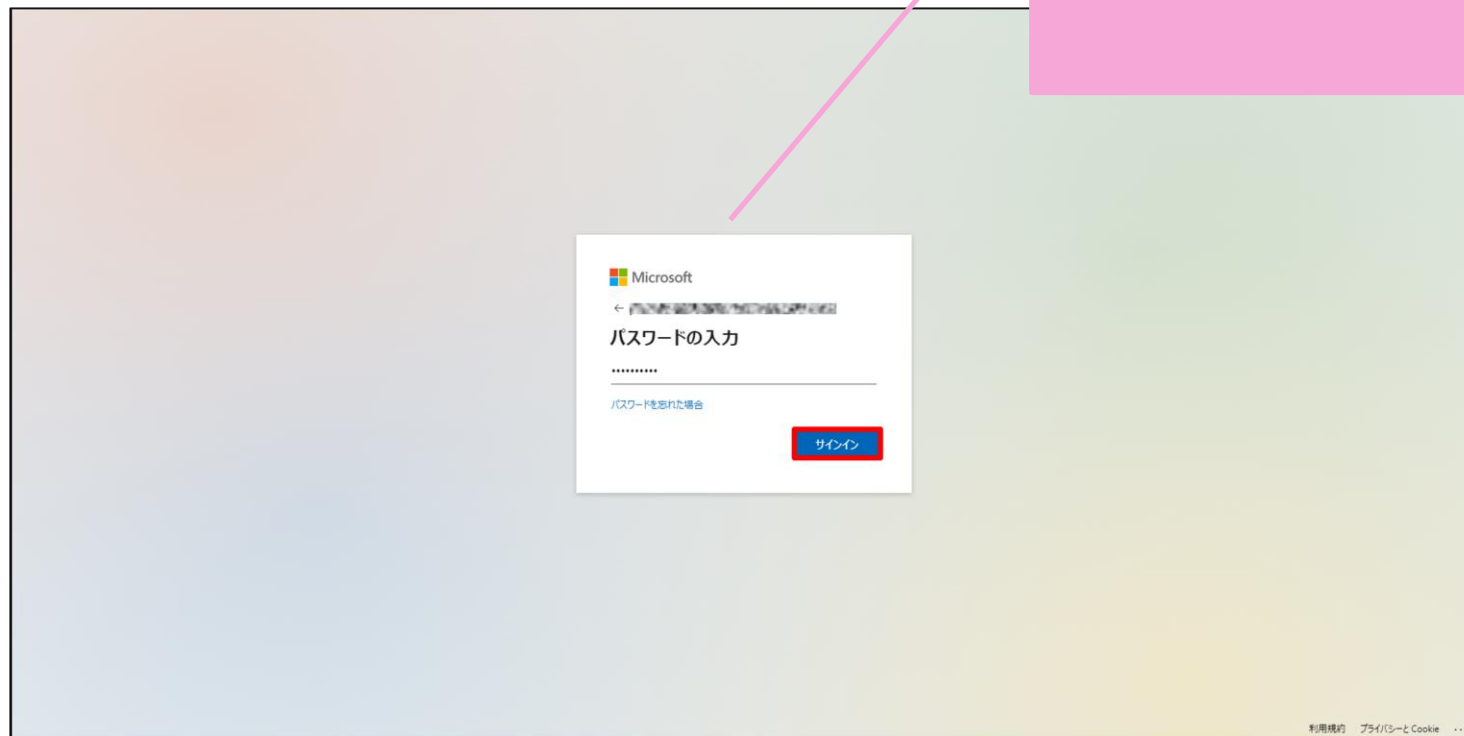 Microsoft
←
パスワードの入力
••••••••••
パスワードを忘れた場合
サインイン
利用規約 プライバシーと Cookie ...